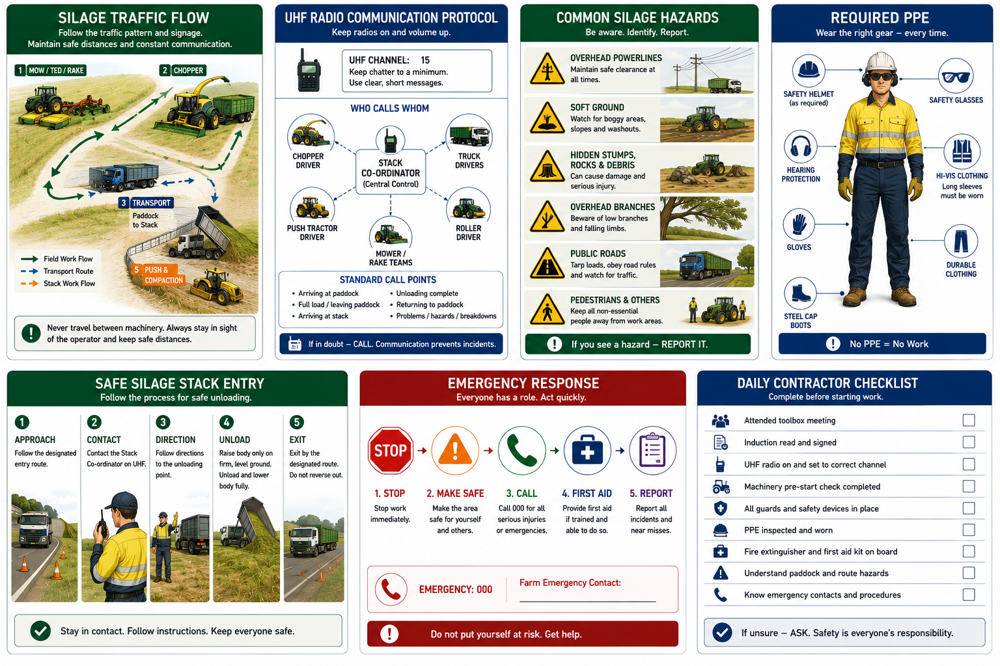 SILAGE TRAFFIC FLOW
Follow the traffic pattern and signage.
Maintain safe distances and constant communication.
1 MOW / TED / RAKE
2 CHOPPER
3 TRANSPORT
Paddock
to Stack
5 PUSH &
COMPACTION
Field Work Flow
Transport Route
Stack Work Flow
! Never travel between machinery. Always stay in sight
of the operator and keep safe distances.
UHF RADIO COMMUNICATION PROTOCOL
Keep radios on and volume up.
UHF CHANNEL: 15
Keep chatter to a minimum.
Use clear, short messages.
WHO CALLS WHOM
CHOPPER
DRIVER
STACK
CO-ORDINATOR
(Central Control)
TRUCK
DRIVERS
PUSH TRACTOR
DRIVER
MOWER /
RAKE TEAMS
ROLLER
DRIVER
STANDARD CALL POINTS
• Arriving at paddock
• Full load / leaving paddock
• Arriving at stack
• Unloading complete
• Returning to paddock
• Problems / hazards / breakdowns
If in doubt – CALL. Communication prevents incidents.
COMMON SILAGE HAZARDS
Be aware. Identify. Report.
OVERHEAD POWERLINES
Maintain safe clearance at
all times.
SOFT GROUND
Watch for boggy areas,
slopes and washouts.
HIDDEN STUMPS,
ROCKS & DEBRIS
Can cause damage and
serious injury.
OVERHEAD BRANCHES
Beware of low branches
and falling limbs.
PUBLIC ROADS
Tarp loads, obey road rules
and watch for traffic.
PEDESTRIANS & OTHERS
Keep all non-essential
people away from work areas.
! If you see a hazard – REPORT IT.
REQUIRED PPE
Wear the right gear – every time.
SAFETY HELMET
(as required)
SAFETY GLASSES
HEARING
PROTECTION
HI-VIS CLOTHING
Long sleeves
must be worn
GLOVES
DURABLE
CLOTHING
STEEL CAP
BOOTS
! No PPE = No Work
SAFE SILAGE STACK ENTRY
Follow the process for safe unloading.
1
APPROACH
Follow the designated
entry route.
2
CONTACT
Contact the Stack
Co-ordinator on UHF.
3
DIRECTION
Follow directions
to the unloading
point.
4
UNLOAD
Raise body only on
firm, level ground.
Unload and lower
body fully.
5
EXIT
Exit by the
designated route.
Do not reverse out.
Stay in contact. Follow instructions. Keep everyone safe.
EMERGENCY RESPONSE
Everyone has a role. Act quickly.
STOP
!
1. STOP
Stop work
immediately.
2. MAKE SAFE
Make the area
safe for yourself
and others.
3. CALL
Call 000 for all
serious injuries
or emergencies.
4. FIRST AID
Provide first aid
if trained and
able to do so.
5. REPORT
Report all
incidents and
near misses.
EMERGENCY: 000
Farm Emergency Contact:
! Do not put yourself at risk. Get help.
DAILY CONTRACTOR CHECKLIST
Complete before starting work.
Attended toolbox meeting
Induction read and signed
UHF radio on and set to correct channel
Machinery pre-start check completed
All guards and safety devices in place
PPE inspected and worn
Fire extinguisher and first aid kit on board
Understand paddock and route hazards
Know emergency contacts and procedures
If unsure – ASK. Safety is everyone's responsibility.